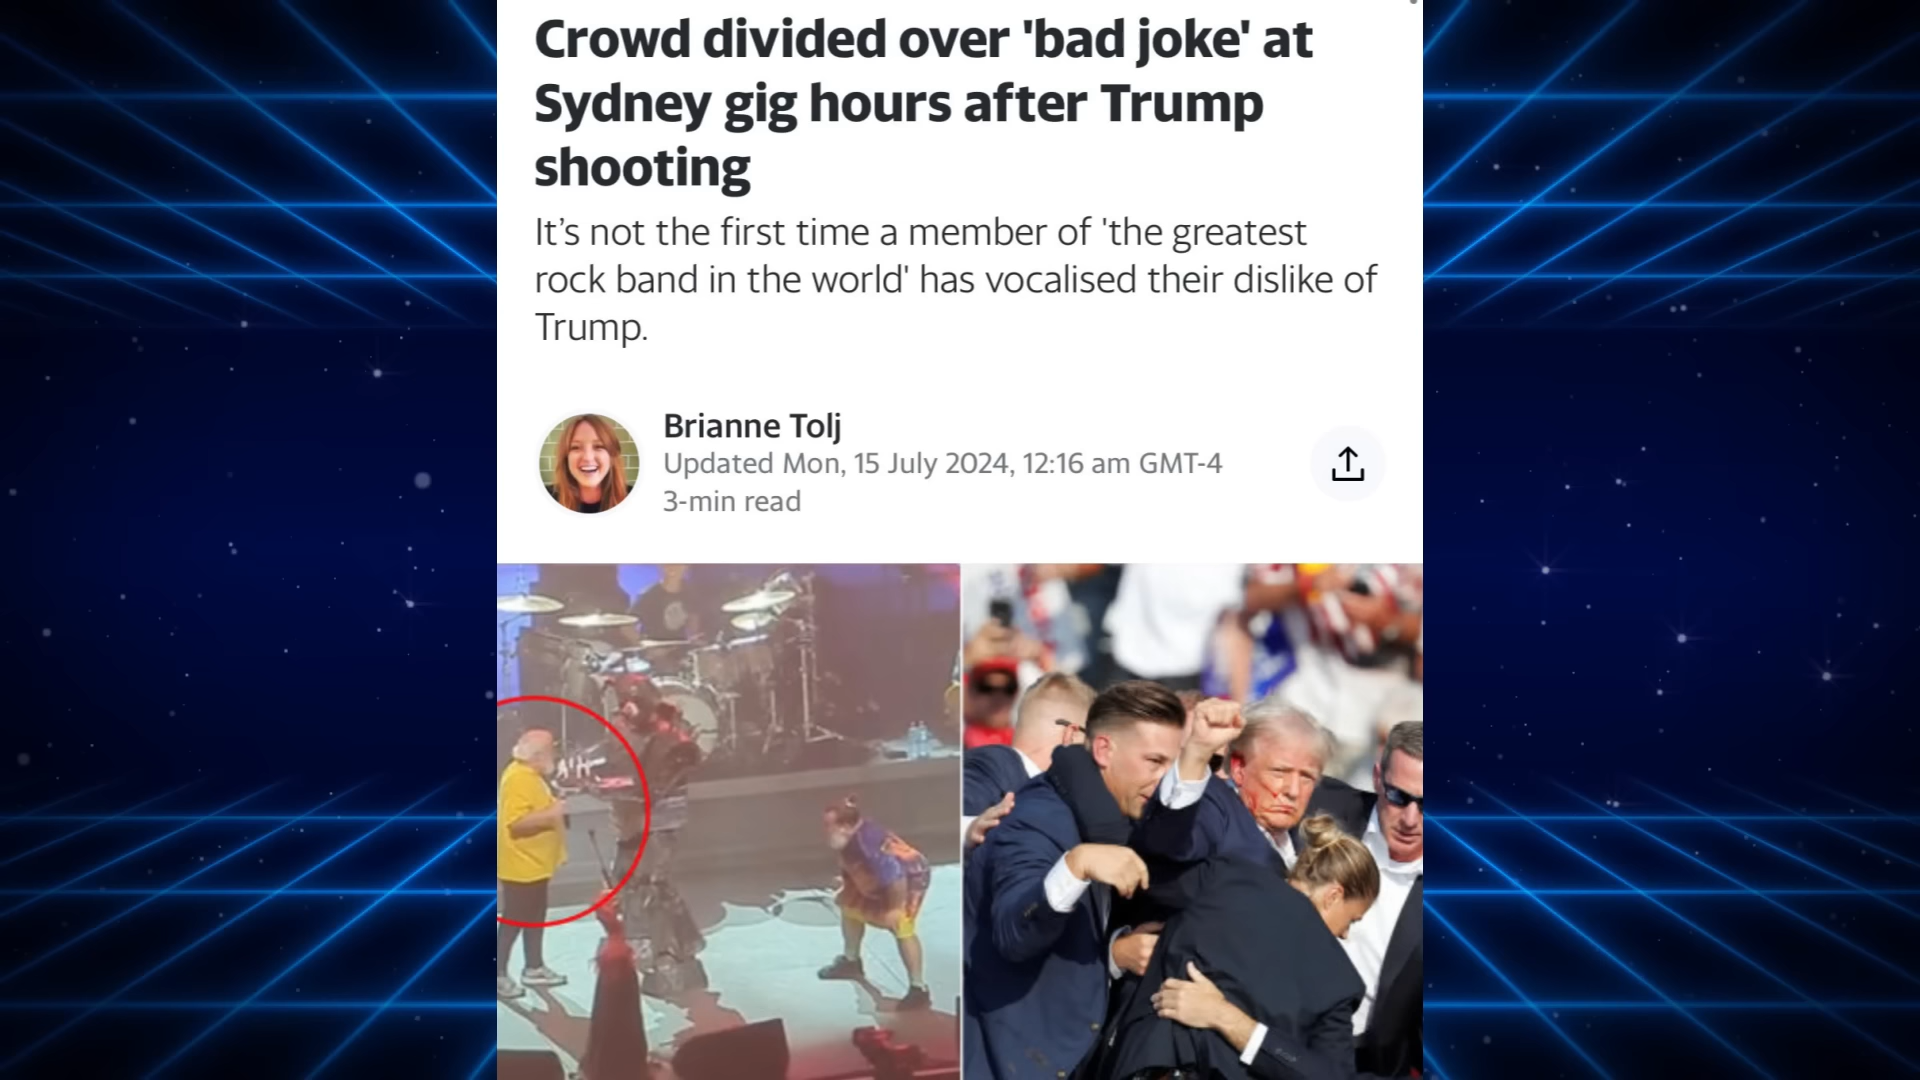 Crowd divided over 'bad joke' at
Sydney gig hours after Trump
shooting
It’s not the first time a member of 'the greatest
rock band in the world' has vocalised their dislike of
Trump.
Brianne Tolj
Updated Mon, 15 July 2024, 12:16 am GMT-4
3-min read